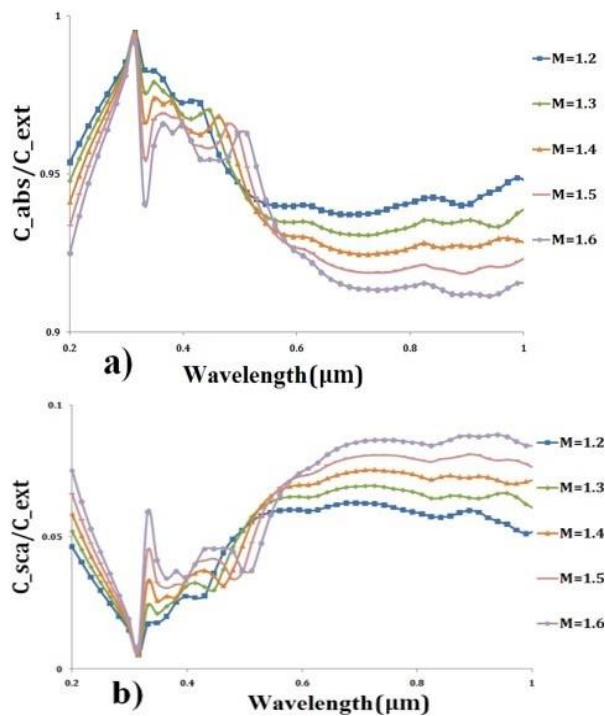 1
0.95
0.9
C_abs/C_ext
0.2
0.4
0.6
0.8
1
a)
Wavelength(μm)
M=1.2
M=1.3
M=1.4
M=1.5
M=1.6
0.1
0.05
0
C_sca/C_ext
0.2
0.4
0.6
0.8
1
b)
Wavelength(μm)
M=1.2
M=1.3
M=1.4
M=1.5
M=1.6